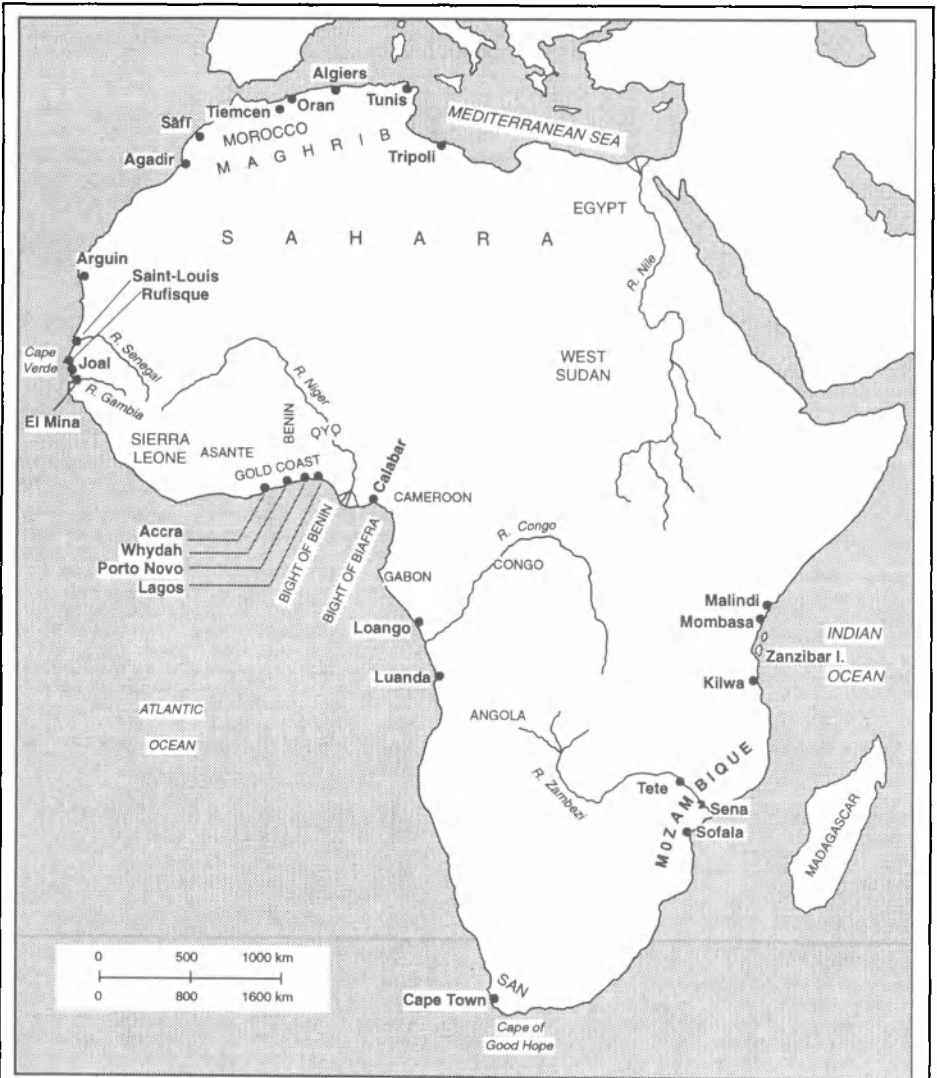 Algiers
Tiemcen
Oran
Tunis
MEDITERRANEAN SEA
Săfī
MOROCCO
MAGHRIB
Tripoli
Agadir
EGYPT
SAHARA
Arguin
R. Nile
Saint-Louis
Rufisque
Cape
Verde
Joal
R. Senegal
WEST
SUDAN
R. Gambia
R. Niger
El Mina
BENIN
OYO
SIERRA
LEONE
ASANTE
GOLD COAST
Calabar
CAMEROON
Accra
Whydah
Porto Novo
Lagos
BIGHT OF BENIN
BIGHT OF BIAFRA
R. Congo
CONGO
GABON
Malindi
Mombasa
Loango
INDIAN
OCEAN
Zanzibar I.
Luanda
Kilwa
ATLANTIC
OCEAN
ANGOLA
R. Zambezi
Tete
MOZAMBIQUE
Sena
Sofala
MADAGASCAR
0 500 1000 km
0 800 1600 km
SAN
Cape Town
Cape of
Good Hope